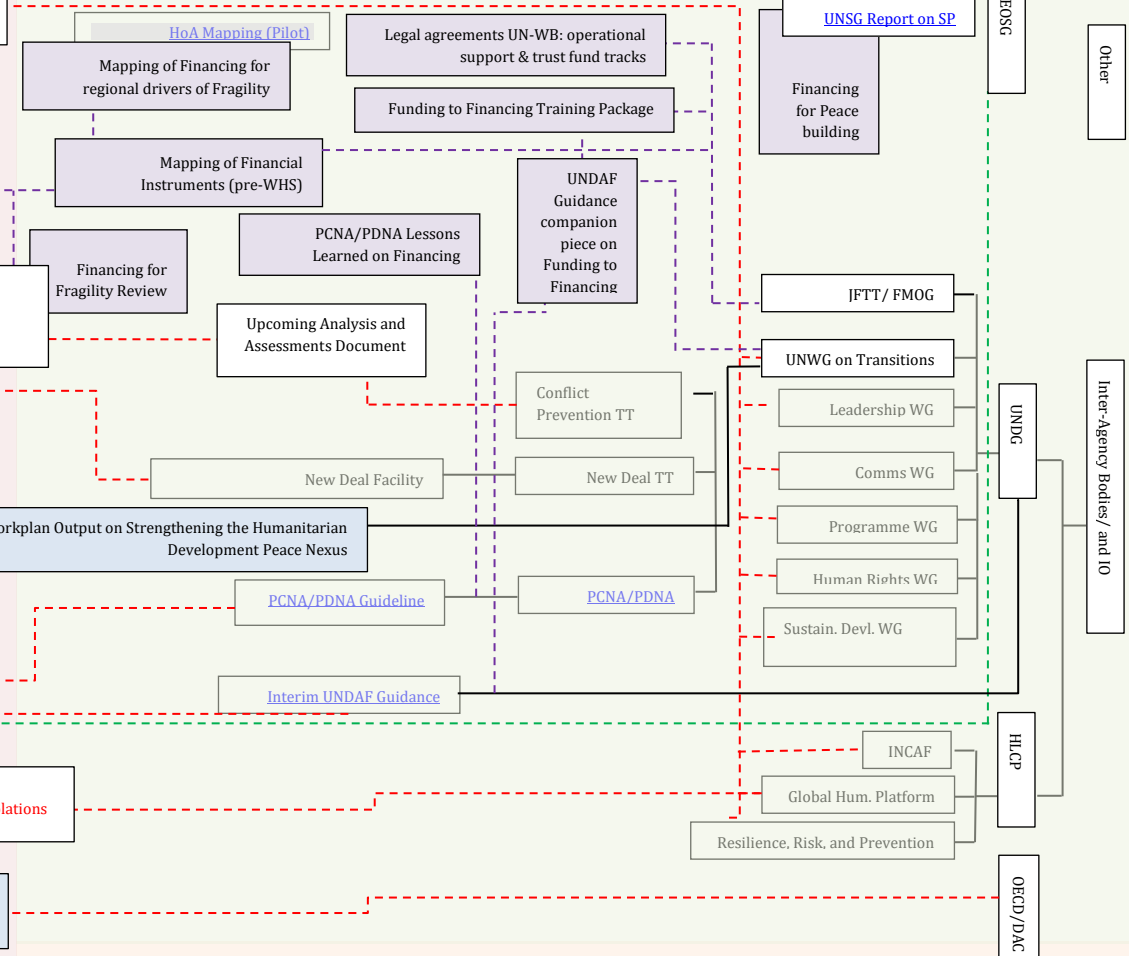 UNSG Report on SP
EOSG
Other
HoA Mapping (Pilot)
Legal agreements UN-WB: operational
support & trust fund tracks
Mapping of Financing for
regional drivers of Fragility
Financing
for Peace
building
Funding to Financing Training Package
Mapping of Financial
Instruments (pre-WHS)
UNDAF
Guidance
companion
piece on
Funding to
Financing
PCNA/PDNA Lessons
Learned on Financing
Financing for
Fragility Review
JFTT/ FMOG
Upcoming Analysis and
Assessments Document
UNWG on Transitions
Conflict
Prevention TT
Leadership WG
UNDG
Inter-Agency Bodies/ and IO
New Deal Facility
New Deal TT
Comms WG
orkplan Output on Strengthening the Humanitarian
Development Peace Nexus
Programme WG
Human Rights WG
PCNA/PDNA Guideline
PCNA/PDNA
Sustain. Devl. WG
Interim UNDAF Guidance
HLCP
INCAF
lations
Global Hum. Platform
Resilience, Risk, and Prevention
OECD/DAC